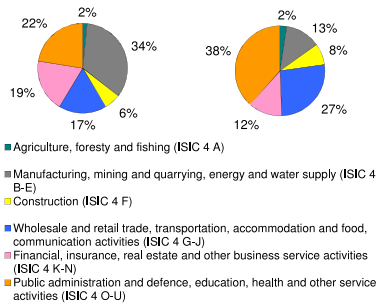 2%
22%
34%
19%
6%
17%
2%
13%
38%
8%
27%
12%
Agriculture, foresty and fishing (ISIC 4 A)
Manufacturing, mining and quarrying, energy and water supply (ISIC 4
B-E)
Construction (ISIC 4 F)
Wholesale and retail trade, transportation, accommodation and food,
communication activities (ISIC 4 G-J)
Financial, insurance, real estate and other business service activities
(ISIC 4 K-N)
Public administration and defence, education, health and other service
activities (ISIC 4 O-U)